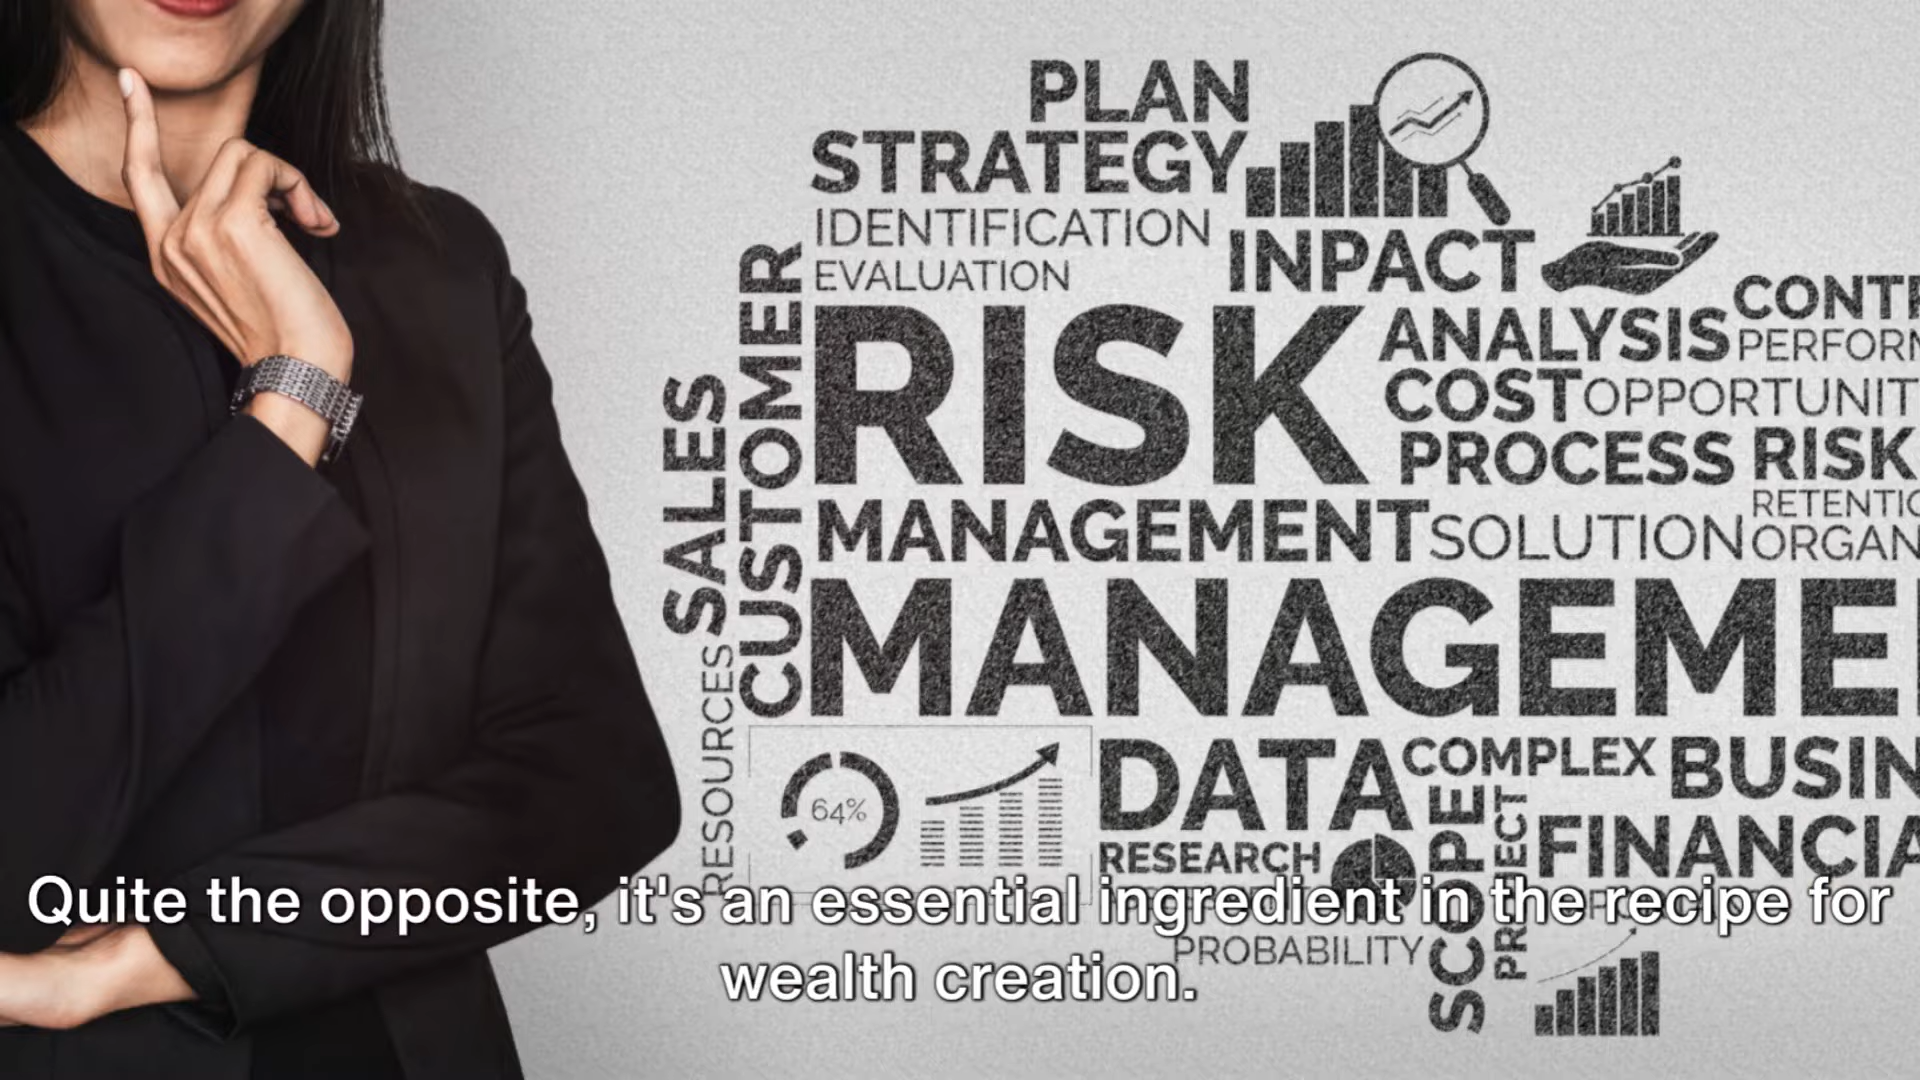 PLAN
STRATEGY
IDENTIFICATION
INPACT
EVALUATION
CUSTOMER
SALES
RESOURCES
RISK
ANALYSIS
CONT
PERFORM
COST
OPPORTUNIT
PROCESS
RISK
RETENTIO
MANAGEMENT
SOLUTION
ORGAN
MANAGEME
64%
DATA
COMPLEX
BUSIN
RESEARCH
SCOPE
PROJECT
FINANCIA
PROBABILITY
Quite the opposite, it's an essential ingredient in the recipe for
wealth creation.